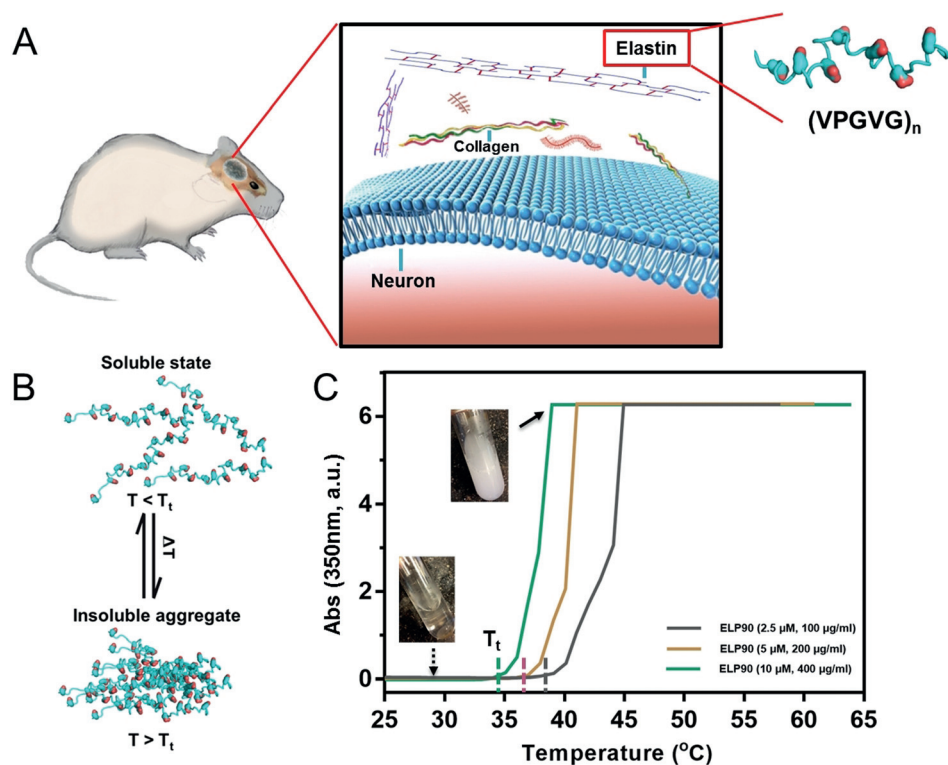 A
Elastin
(VPGVG)n
Collagen
Neuron
B
Soluble state
T < Tt
ΔT
Insoluble aggregate
T > Tt
C
Abs (350nm, a.u.)
6
4
2
0
Tt
ELP90 (2.5 µM, 100 µg/ml)
ELP90 (5 µM, 200 µg/ml)
ELP90 (10 µM, 400 µg/ml)
25 30 35 40 45 50 55 60 65
Temperature (°C)